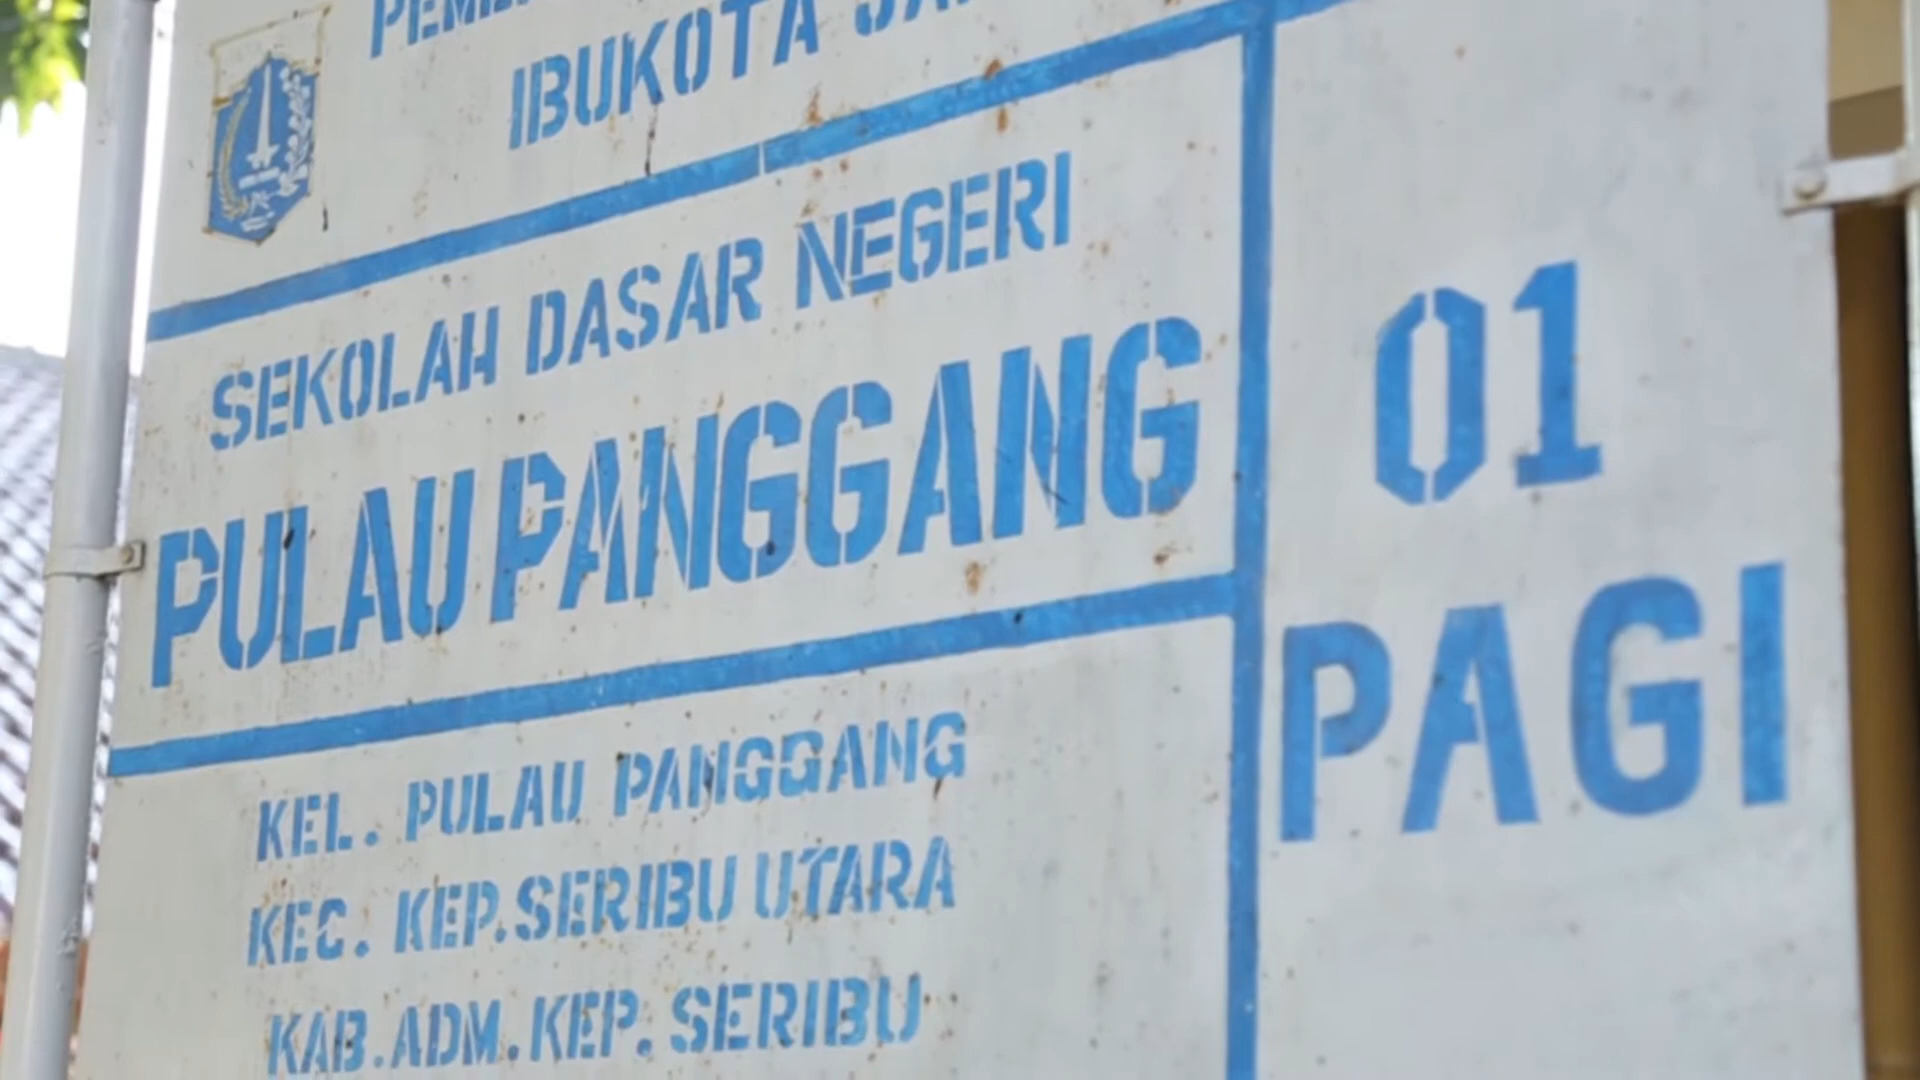 IBUKOTA
SEKOLAH DASAR NEGERI
PULAU PANGGANG
01
PAGI
KEL. PULAU PANGGANG
KEC. KEP.SERIBU UTARA
KAB.ADM.KEP. SERIBU